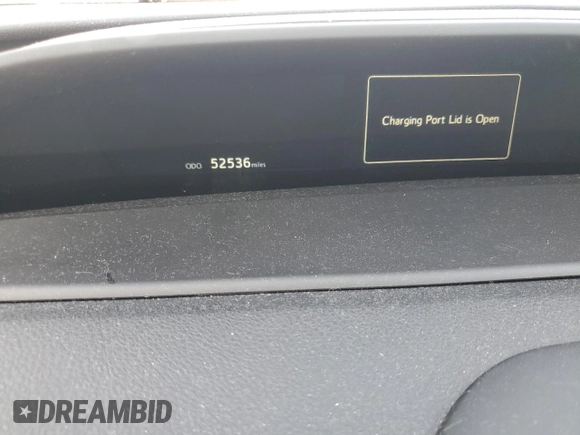 Charging Port Lid is Open
ODO 52536 miles
DREAMBID